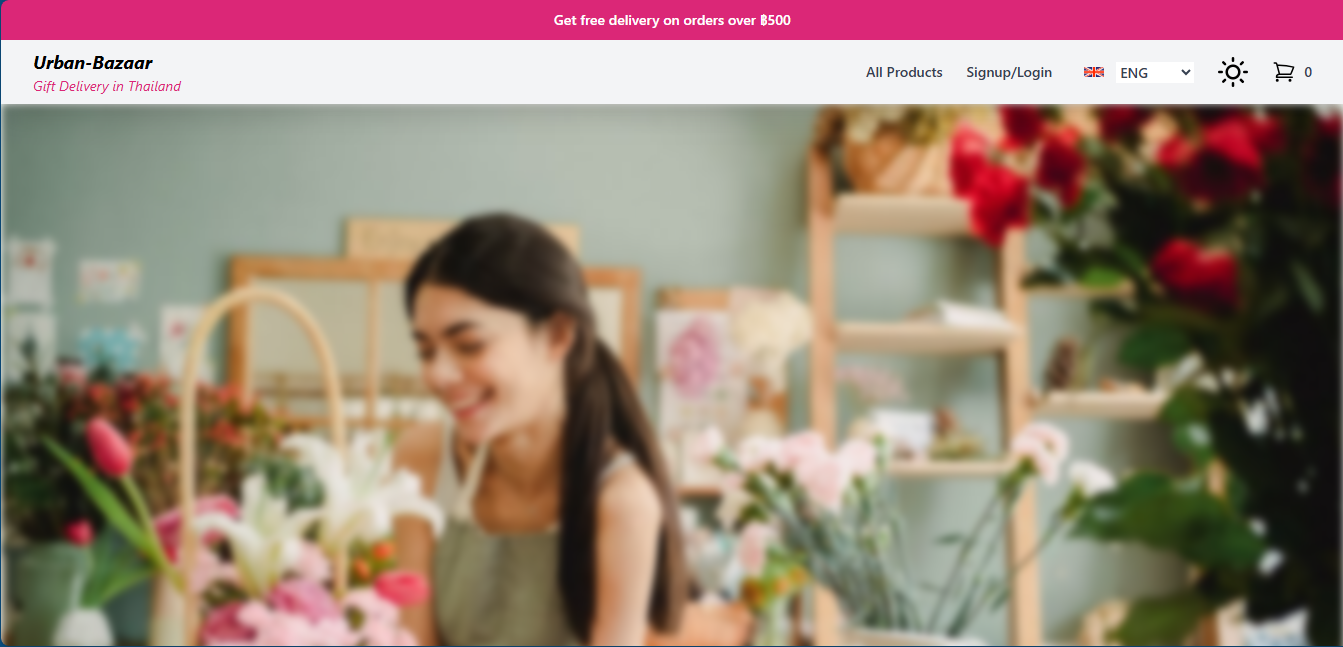 Get free delivery on orders over ฿500
Urban-Bazaar
Gift Delivery in Thailand
All Products
Signup/Login
ENG
0